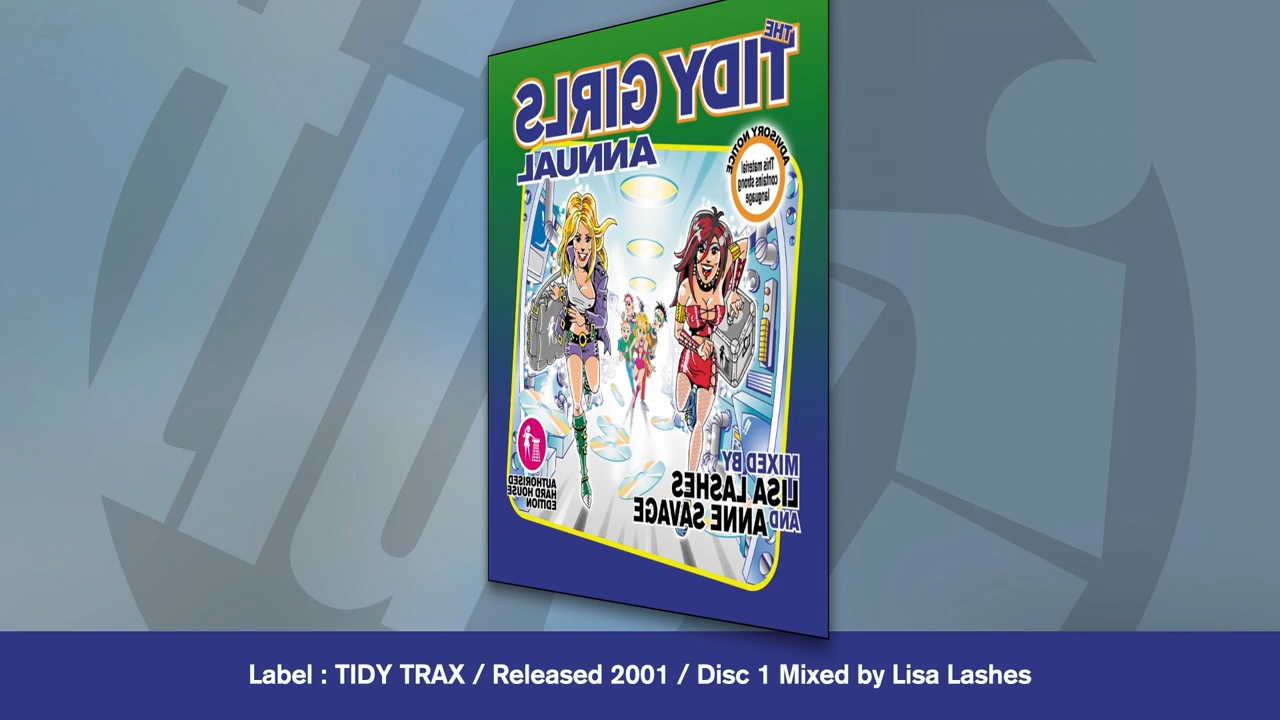 THE
TIDY GIRLS
ANNUAL
ADVISORY NOTICE
This material
contains strong
language
MIXED BY
LISA LASHES
AND ANNE SAVAGE
AUTHORISED
HARD HOUSE
EDITION
Label : TIDY TRAX / Released 2001 / Disc 1 Mixed by Lisa Lashes